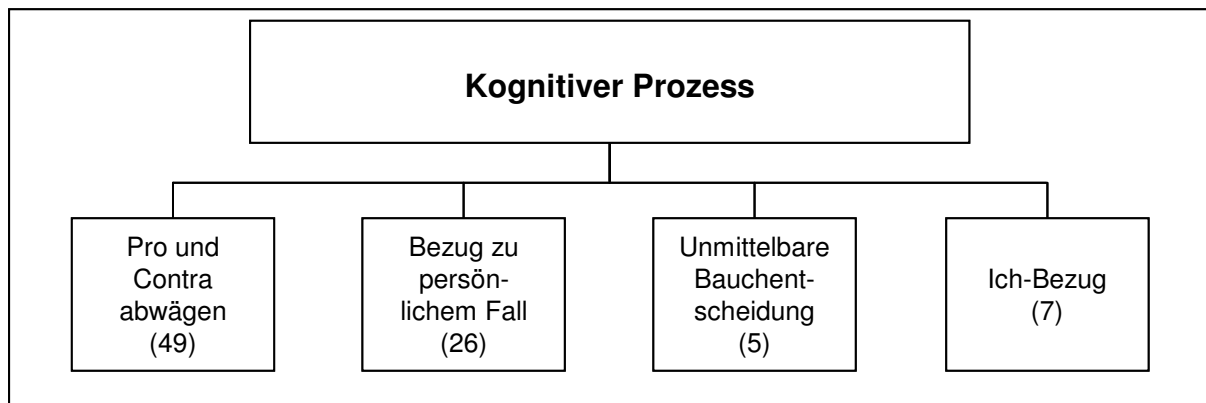 Kognitiver Prozess
Pro und
Contra
abwägen
(49)
Bezug zu
persön-
lichem Fall
(26)
Unmittelbare
Bauchent-
scheidung
(5)
Ich-Bezug
(7)